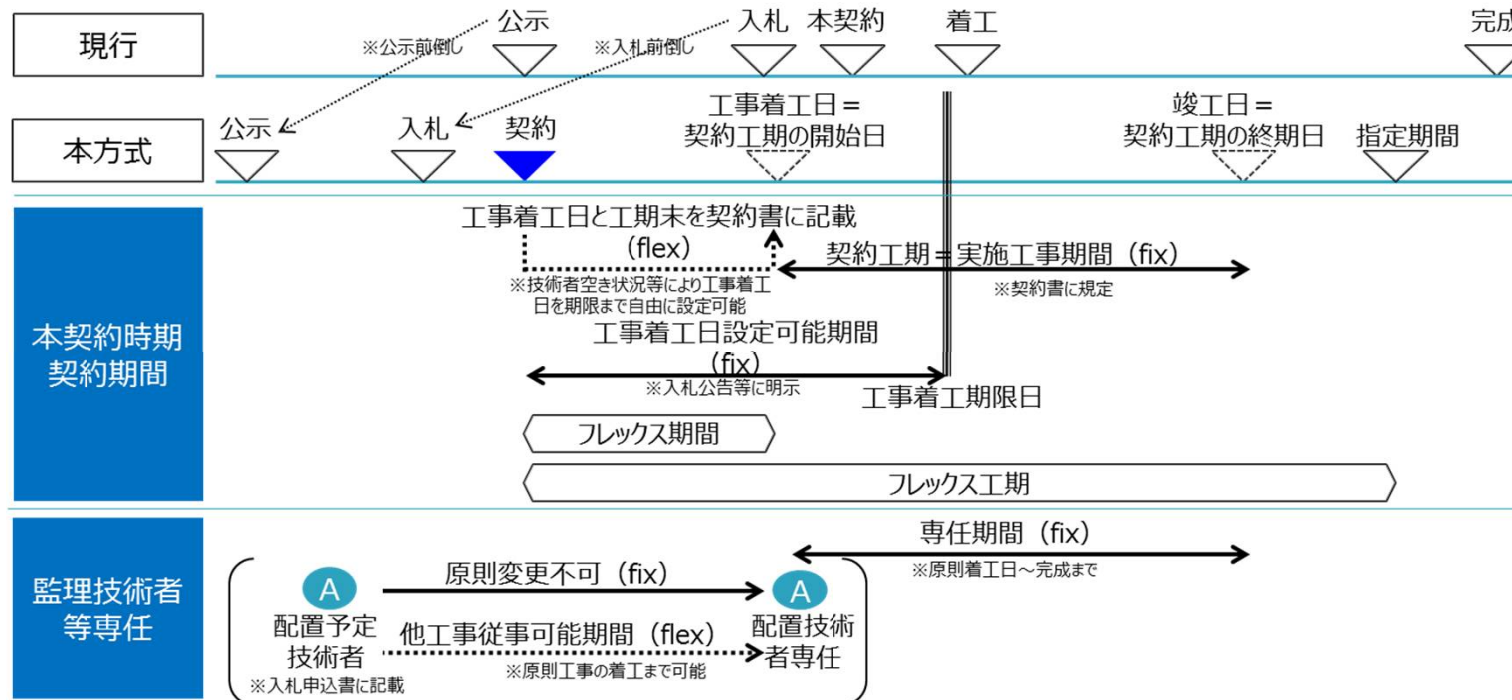 現行
公示
※公示前倒し
※入札前倒し
入札
本契約
着工
完成
本方式
公示
入札
契約
工事着工日=
契約工期の開始日
竣工日=
契約工期の終期日
指定期間
本契約時期
契約期間
工事着工日と工期末を契約書に記載
(flex)
※技術者空き状況等により工事着工
日を期限まで自由に設定可能
契約工期=実施工事期間(fix)
※契約書に規定
工事着工日設定可能期間
(fix)
※入札公告等に明示
工事着工期限日
フレックス期間
フレックス工期
監理技術者
等専任
専任期間(fix)
※原則着工日~完成まで
A
配置予定
技術者
※入札申込書に記載
原則変更不可(fix)
他工事従事可能期間(flex)
※原則工事の着工まで可能
A
配置技術
者専任